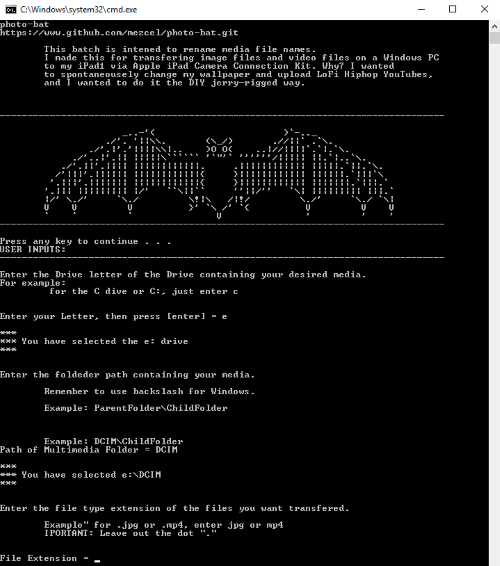 C:\Windows\system32\cmd.exe
photo-bat
https://www.github.com/mezcel/photo-bat.git
This batch is intened to rename media file names.
I made this for transfering image files and video files on a Windows PC
to my iPad1 via Apple iPad Camera Connection Kit. Why? I wanted
to spontaneousely change my wallpaper and upload LoFi Hiphop YouTubes,
and I wanted to do it the DIY jerry-rigged way.
Press any key to continue . . .
USER INPUTS:
Enter the Drive letter of the Drive containing your desired media.
For example:
for the C dive or C:, just enter c
Enter your Letter, then press [enter] - e
***
*** You have selected the e: drive
***
Enter the foldeder path containing your media.
Remember to use backslash for Windows.
Example: ParentFolder\ChildFolder
Example: DCIM\ChildFolder
Path of Multimedia Folder = DCIM
***
*** You have selected e:\DCIM
***
Enter the file type extension of the files you want transfered.
Example" for .jpg or .mp4, enter jpg or mp4
IPORTIANT: Leave out the dot "."
File Extension = _